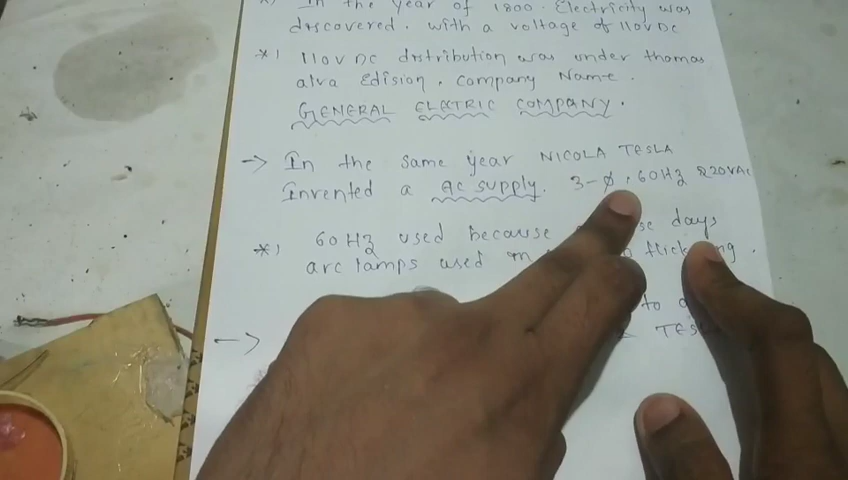 In the year of 1800. Electricity was
discovered. with a voltage of 110V DC
* 110V DC distribution was under thomas
alva Edision. Company Name.
GENERAL ELECTRIC COMPANY.
→ In the same year NICOLA TESLA
Invented a AC SUPPLY. 3-Ø, 60HZ 220VAC
* 60HZ used because days
arc lamps used
→ to